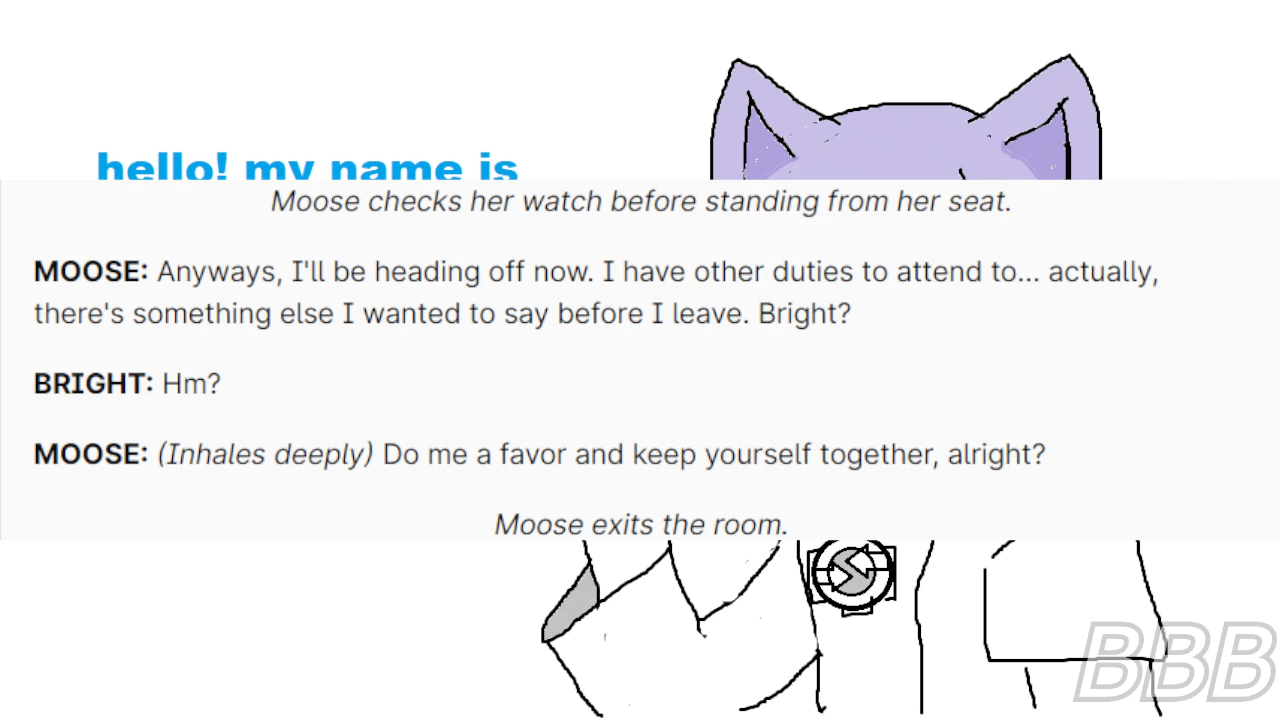 hello! my name is
Moose checks her watch before standing from her seat.
MOOSE: Anyways, I'll be heading off now. I have other duties to attend to... actually,
there's something else I wanted to say before I leave. Bright?
BRIGHT: Hm?
MOOSE: (Inhales deeply) Do me a favor and keep yourself together, alright?
Moose exits the room.
BBB